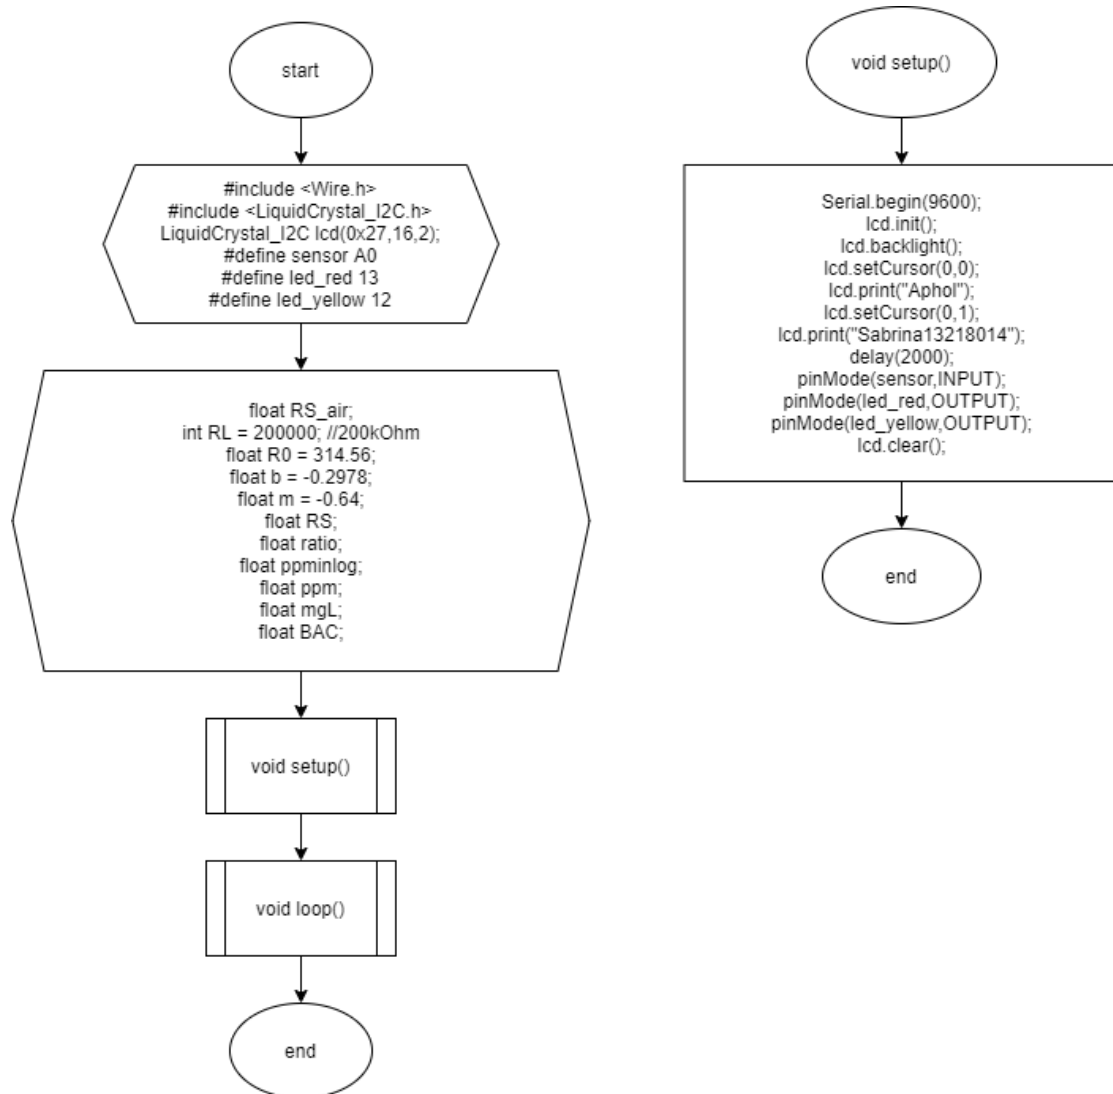 start
#include <Wire.h>
#include <LiquidCrystal_I2C.h>
LiquidCrystal_I2C lcd(0x27,16,2);
#define sensor A0
#define led_red 13
#define led_yellow 12
float RS_air;
int RL = 200000; //200kOhm
float R0 = 314.56;
float b = -0.2978;
float m = -0.64;
float RS;
float ratio;
float ppminlog;
float ppm;
float mgL;
float BAC;
void setup()
void loop()
end
void setup()
Serial.begin(9600);
lcd.init();
lcd.backlight();
lcd.setCursor(0,0);
lcd.print("Aphol");
lcd.setCursor(0,1);
lcd.print("Sabrina13218014");
delay(2000);
pinMode(sensor,INPUT);
pinMode(led_red,OUTPUT);
pinMode(led_yellow,OUTPUT);
lcd.clear();
end